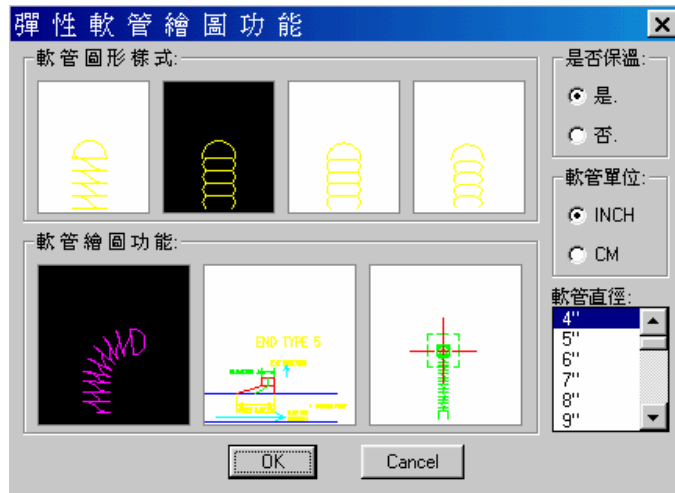 彈性軟管繪圖功能
軟管圖形樣式:
是否保溫:
是.
否.
軟管單位:
INCH
CM
軟管繪圖功能:
END TYPE 5
軟管直徑:
4"
5"
6"
7"
8"
9"
OK
Cancel